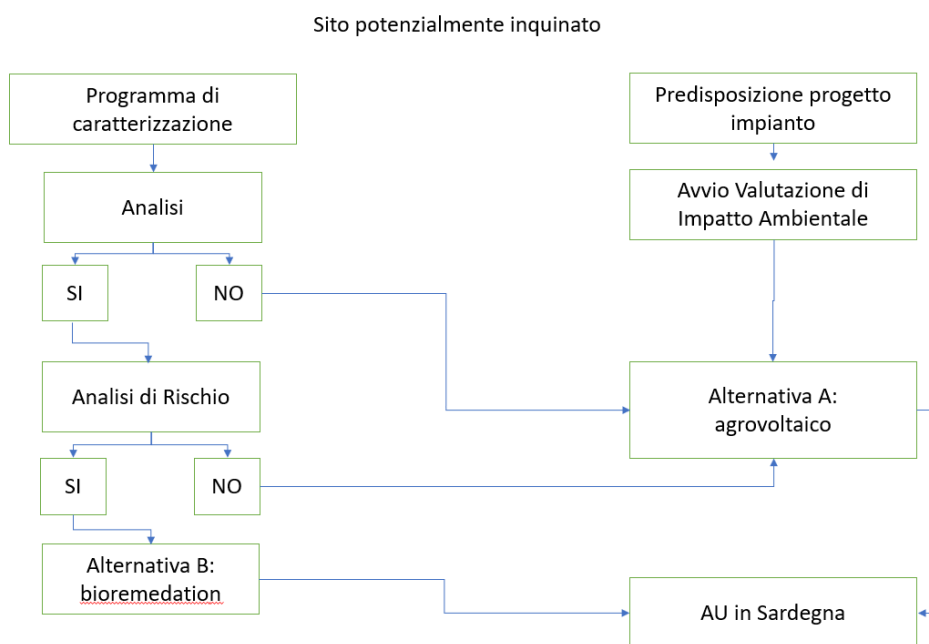 Sito potenzialmente inquinato
Programma di
caratterizzazione
Predisposizione progetto
impianto
Analisi
Avvio Valutazione di
Impatto Ambientale
SI
NO
Analisi di Rischio
Alternativa A:
agrovoltaico
SI
NO
Alternativa B:
bioremedation
AU in Sardegna